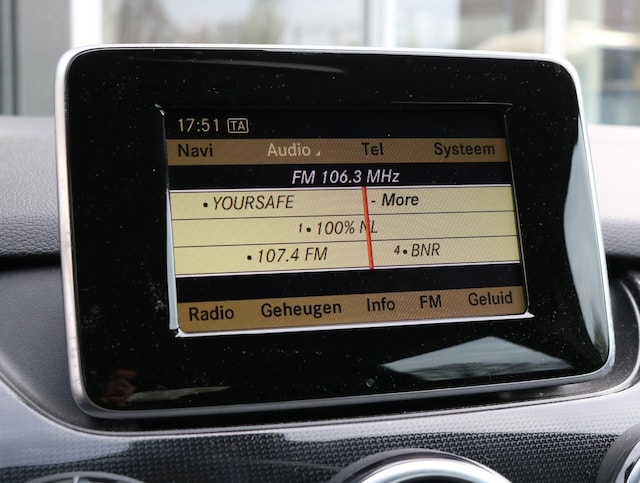 17:51 TA
Navi Audio Tel Systeem
FM 106.3 MHz
• YOURSAFE - More
1• 100% NL
• 107.4 FM 4• BNR
Radio Geheugen Info FM Geluid